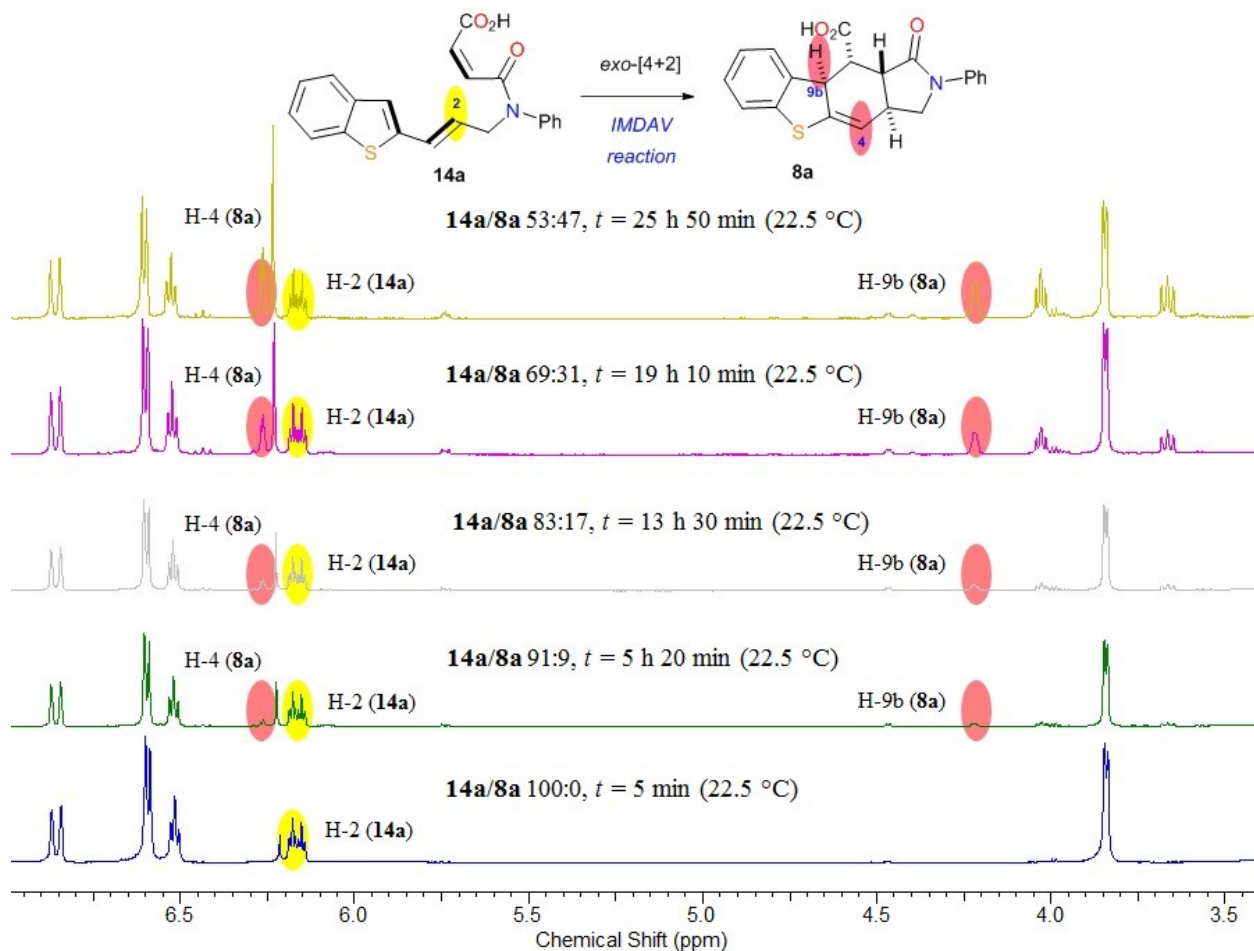 CO₂H
O
2
N
Ph
S
14a
exo-[4+2]
IMDAV
reaction
HO₂C
H
H
O
9b
N
Ph
S
4
H
8a
H-4 (8a)
14a/8a 53:47, t = 25 h 50 min (22.5 °C)
H-2 (14a)
H-9b (8a)
H-4 (8a)
14a/8a 69:31, t = 19 h 10 min (22.5 °C)
H-2 (14a)
H-9b (8a)
H-4 (8a)
14a/8a 83:17, t = 13 h 30 min (22.5 °C)
H-2 (14a)
H-9b (8a)
H-4 (8a)
14a/8a 91:9, t = 5 h 20 min (22.5 °C)
H-2 (14a)
H-9b (8a)
14a/8a 100:0, t = 5 min (22.5 °C)
H-2 (14a)
6.5 6.0 5.5 5.0 4.5 4.0 3.5
Chemical Shift (ppm)